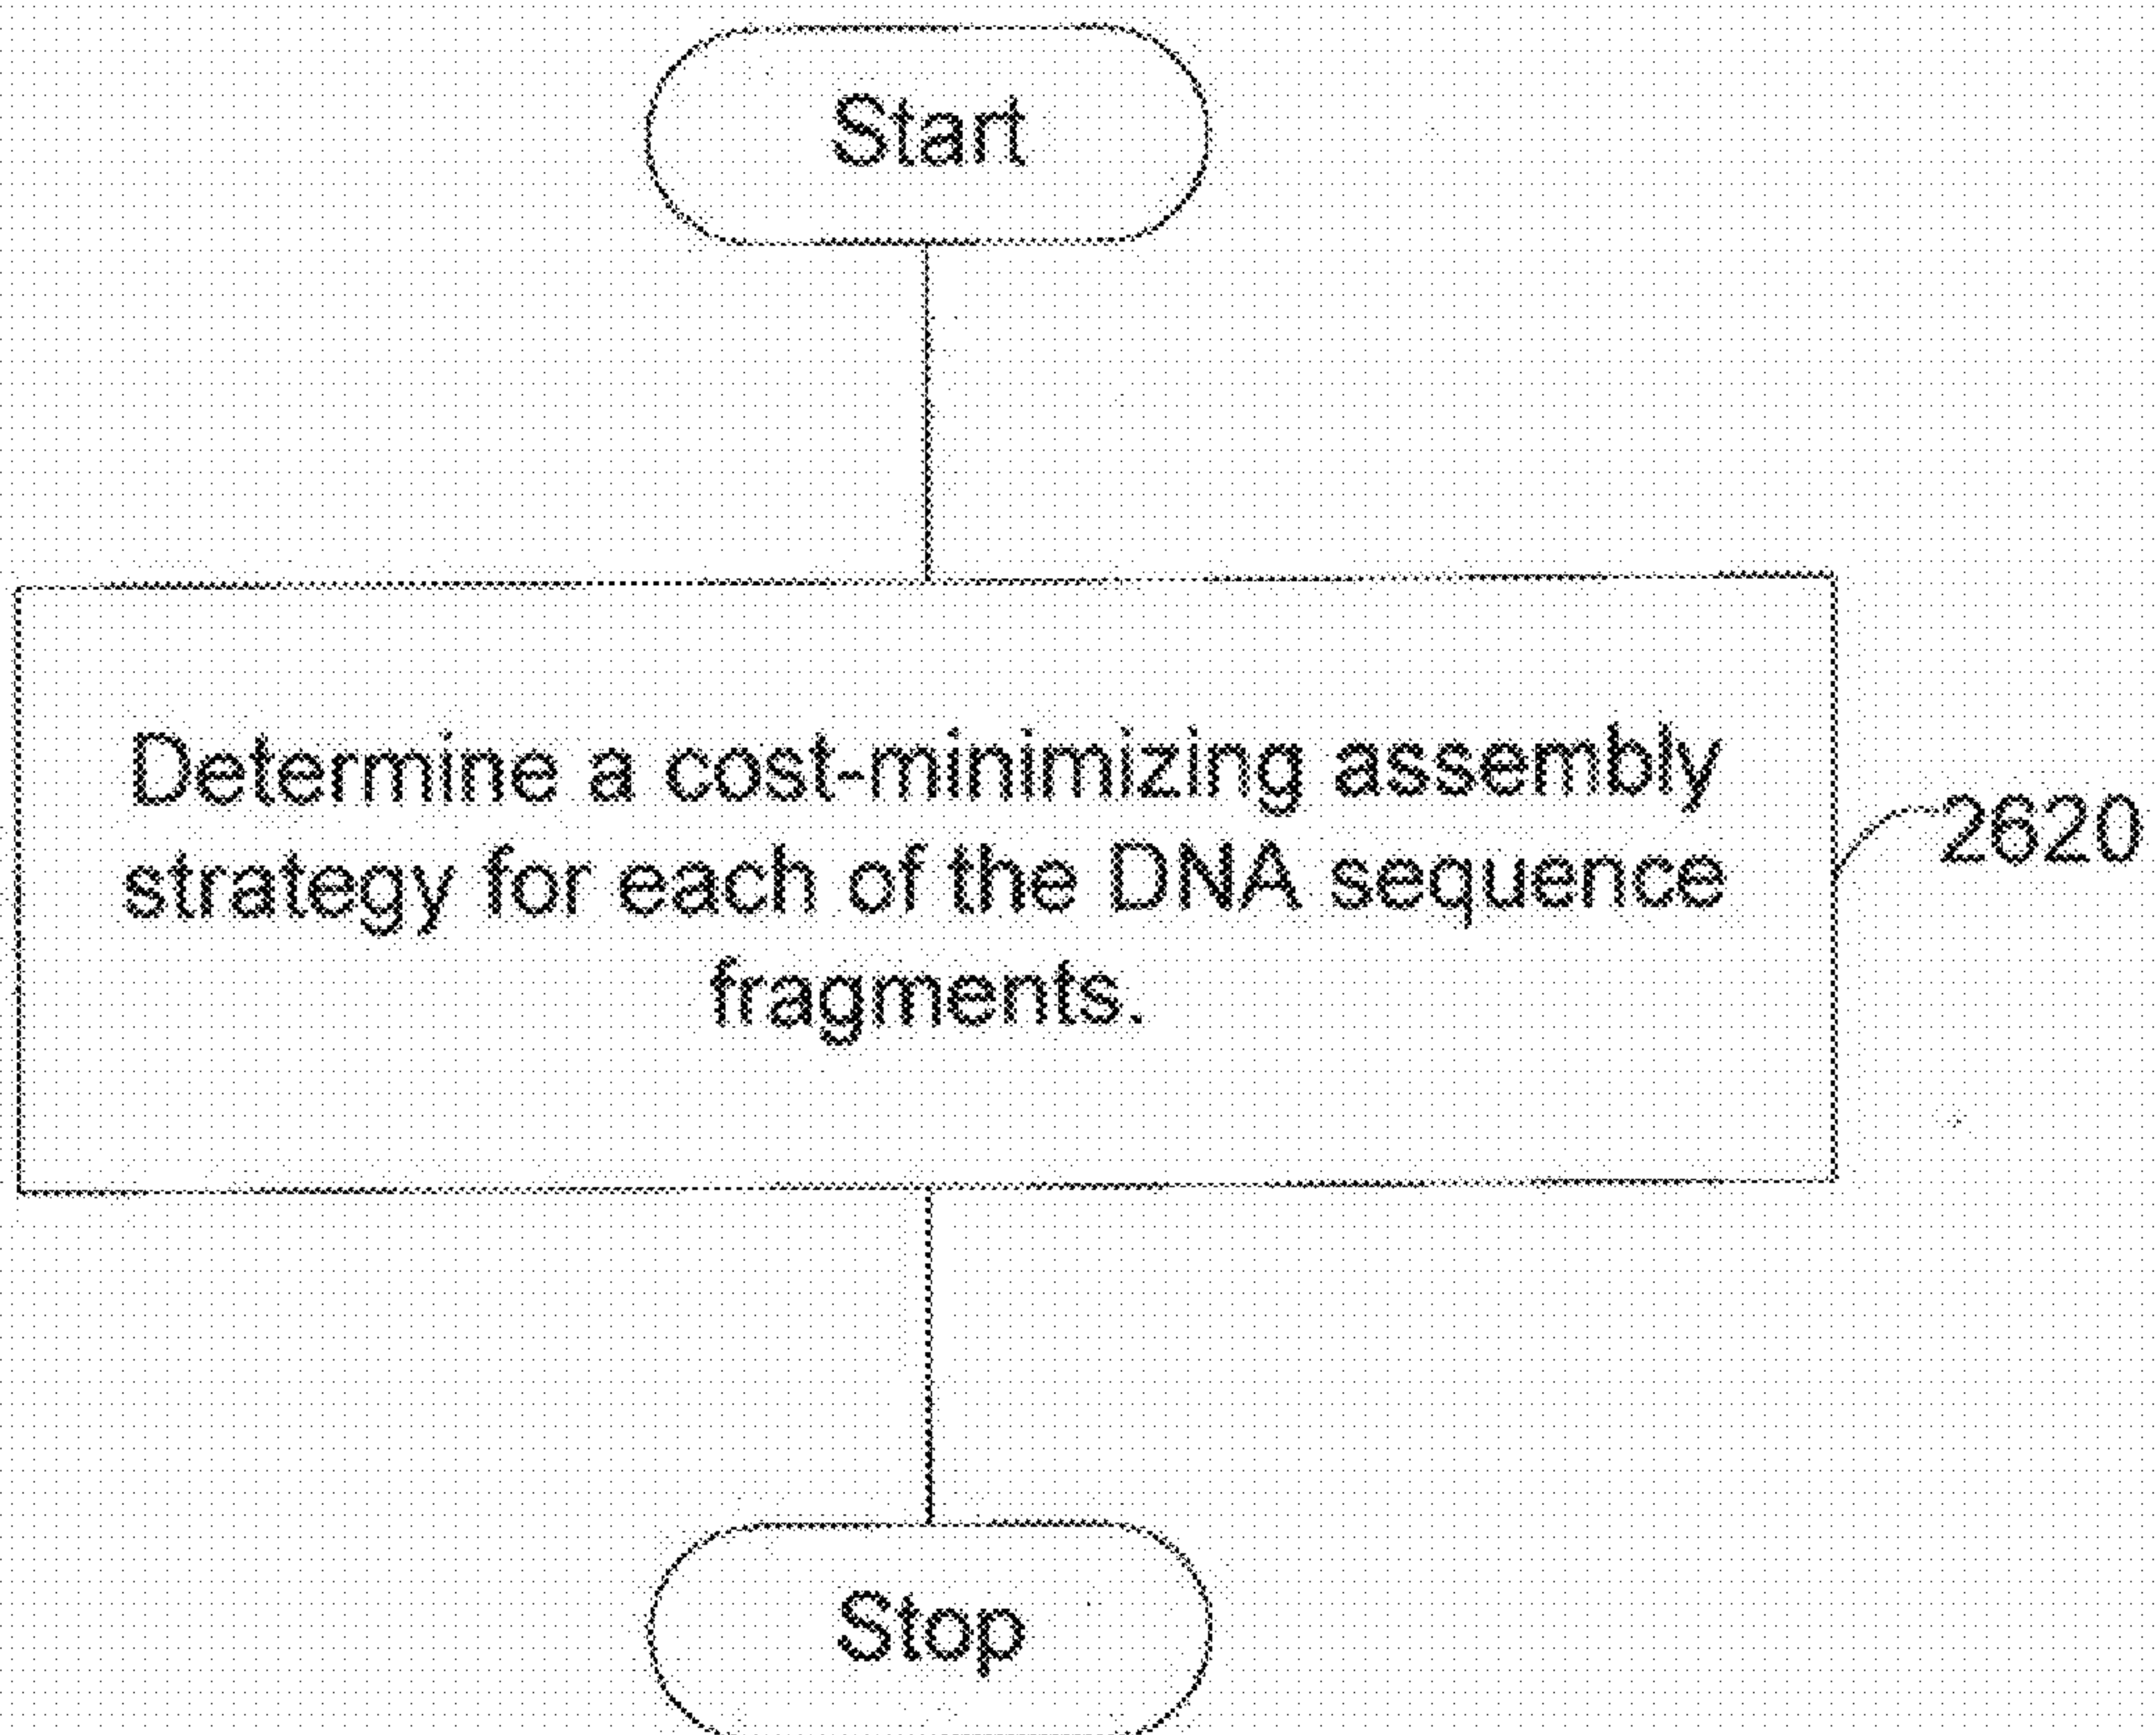 Start
Determine a cost-minimizing assembly
strategy for each of the DNA sequence
fragments.
2620
Stop